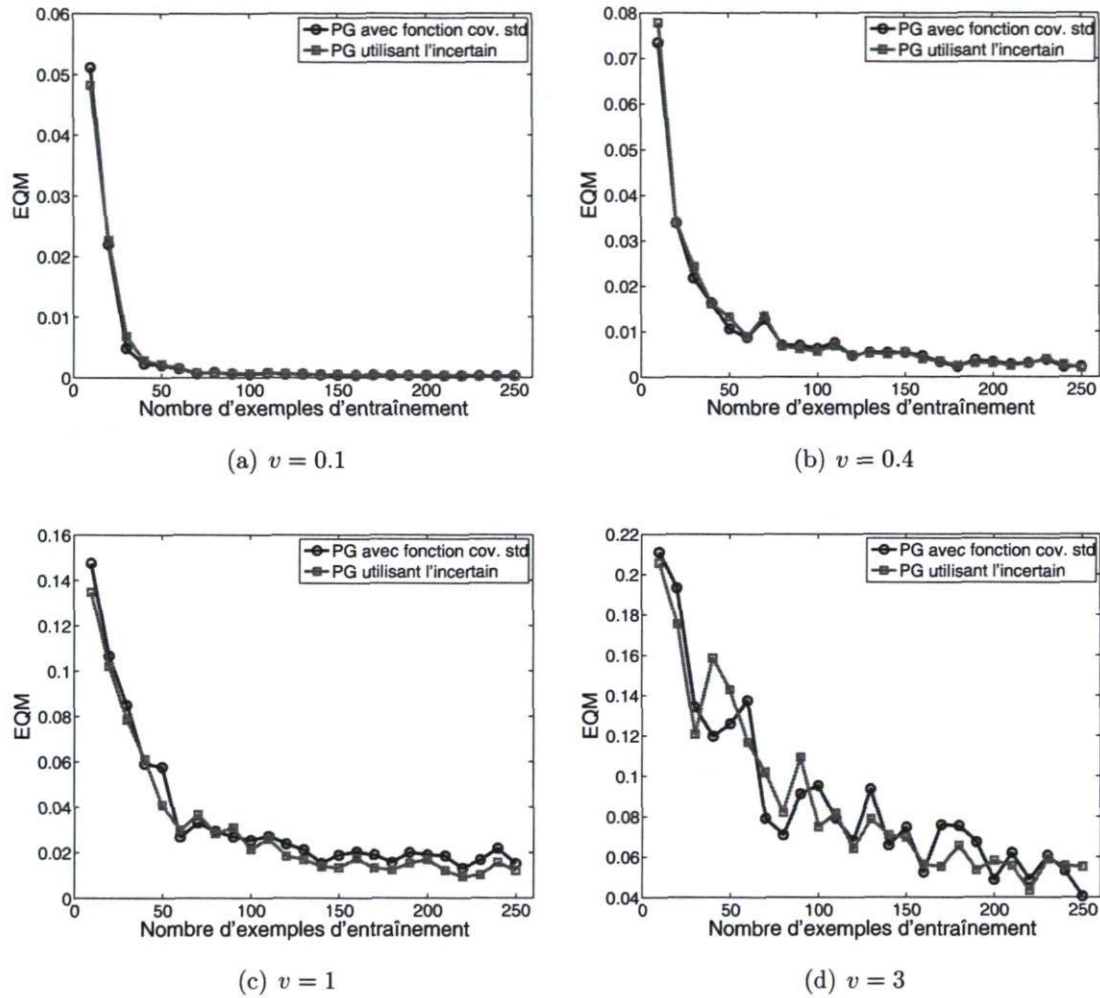 0.06
0.05
0.04
0.03
0.02
0.01
0
EQM
PG avec fonction cov. std
PG utilisant l'incertain
0 50 100 150 200 250
Nombre d'exemples d'entraînement
(a) v = 0.1
0.08
0.07
0.06
0.05
0.04
0.03
0.02
0.01
0
EQM
PG avec fonction cov. std
PG utilisant l'incertain
0 50 100 150 200 250
Nombre d'exemples d'entraînement
(b) v = 0.4
0.16
0.14
0.12
0.1
0.08
0.06
0.04
0.02
0
EQM
PG avec fonction cov. std
PG utilisant l'incertain
0 50 100 150 200 250
Nombre d'exemples d'entraînement
(c) v = 1
0.22
0.2
0.18
0.16
0.14
0.12
0.1
0.08
0.06
0.04
EQM
PG avec fonction cov. std
PG utilisant l'incertain
0 50 100 150 200 250
Nombre d'exemples d'entraînement
(d) v = 3